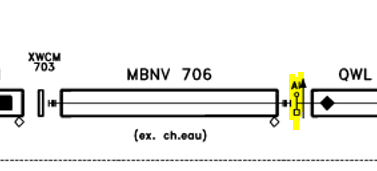 XWCM
703
MBNV 706
QWL
(ex. ch.eau)